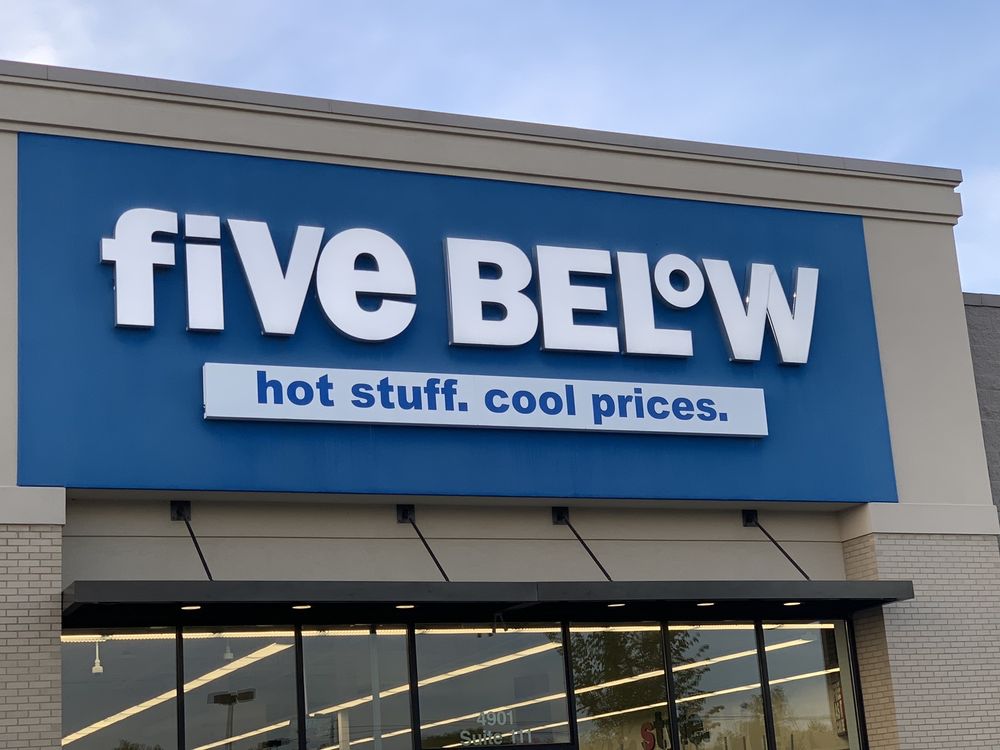 five BELOW
hot stuff. cool prices.
4901
Suite 111